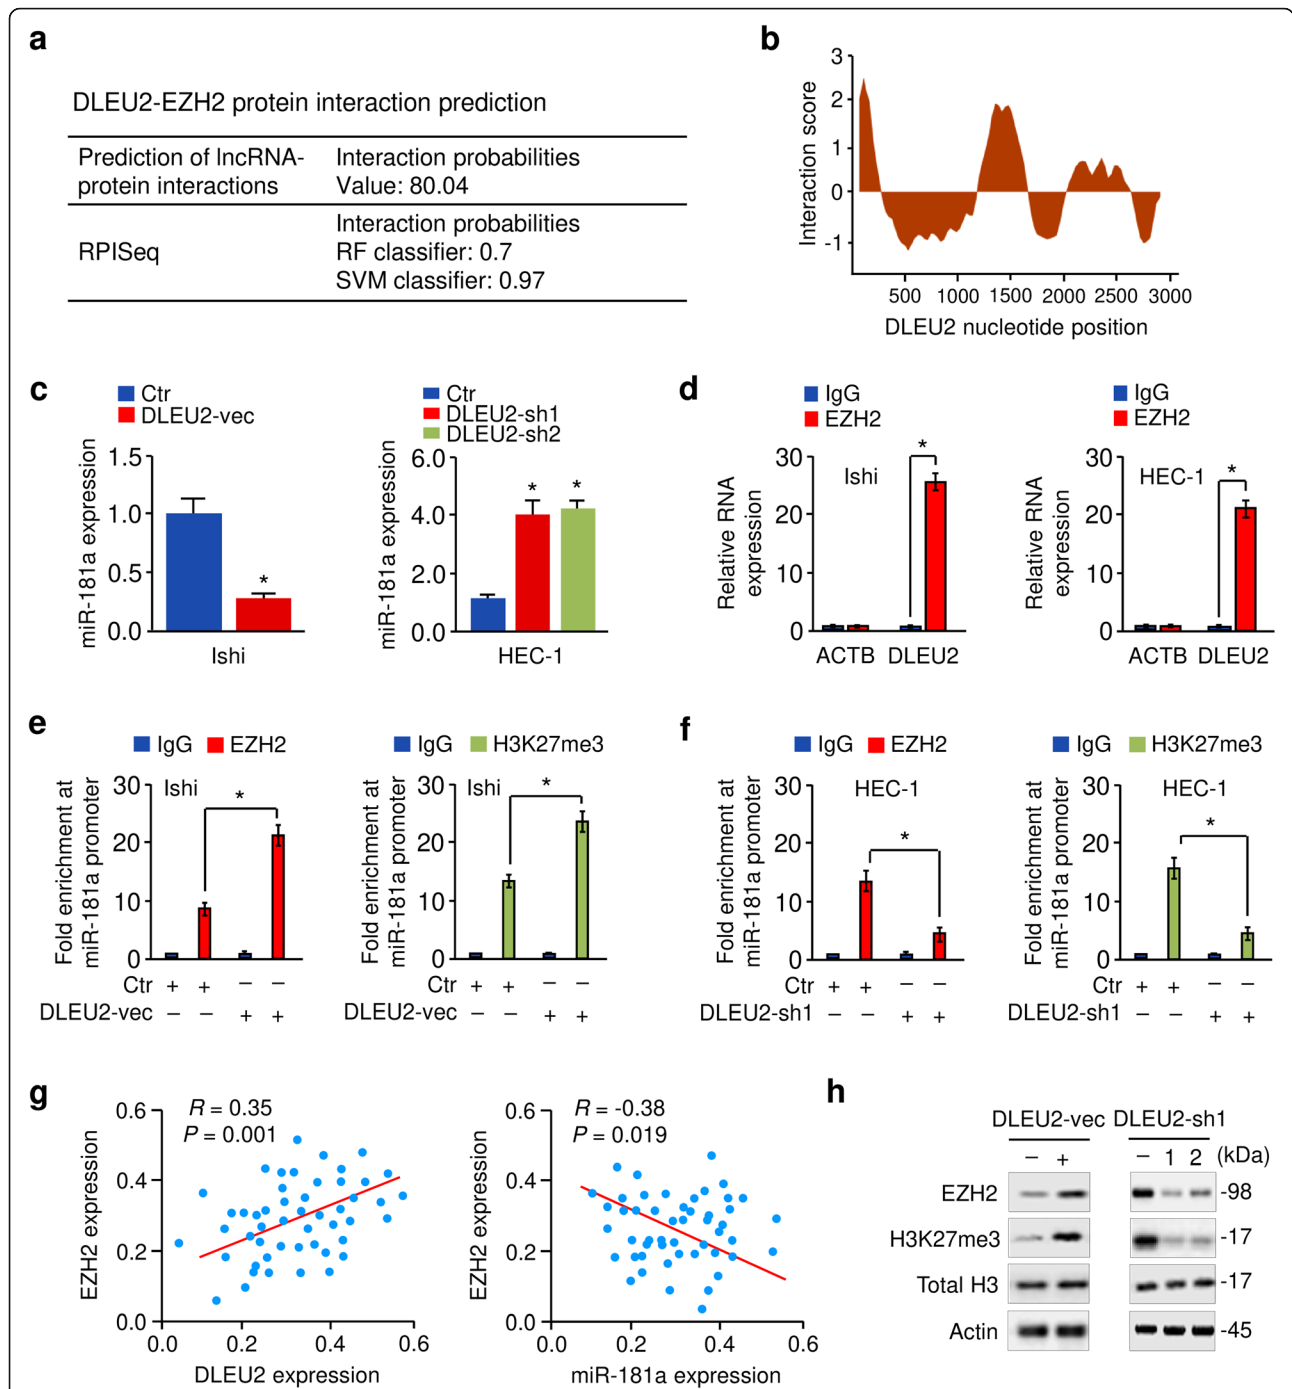 a
DLEU2-EZH2 protein interaction prediction
Prediction of lncRNA-
protein interactions
Interaction probabilities
Value: 80.04
RPISeq
Interaction probabilities
RF classifier: 0.7
SVM classifier: 0.97
b
Interaction score
3
2
1
0
-1
500 1000 1500 2000 2500 3000
DLEU2 nucleotide position
c
Ctr
DLEU2-vec
miR-181a expression
1.5
1.0
0.5
0.0
*
Ishi
Ctr
DLEU2-sh1
DLEU2-sh2
miR-181a expression
6.0
4.0
2.0
0.0
* *
HEC-1
d
IgG
EZH2
Relative RNA
expression
30
20
10
0
Ishi
*
ACTB DLEU2
IgG
EZH2
Relative RNA
expression
30
20
10
0
HEC-1
*
ACTB DLEU2
e
IgG EZH2
Fold enrichment at
miR-181a promoter
30
20
10
0
Ishi
*
Ctr + + − −
DLEU2-vec − − + +
IgG H3K27me3
Fold enrichment at
miR-181a promoter
30
20
10
0
Ishi
*
Ctr + + − −
DLEU2-vec − − + +
f
IgG EZH2
Fold enrichment at
miR-181a promoter
30
20
10
0
HEC-1
*
Ctr + + − −
DLEU2-sh1 − − + +
IgG H3K27me3
Fold enrichment at
miR-181a promoter
30
20
10
0
HEC-1
*
Ctr + + − −
DLEU2-sh1 − − + +
g
R = 0.35
P = 0.001
EZH2 expression
0.6
0.4
0.2
0.0
0.0 0.2 0.4 0.6
DLEU2 expression
R = -0.38
P = 0.019
EZH2 expression
0.6
0.4
0.2
0.0
0.0 0.2 0.4 0.6
miR-181a expression
h
DLEU2-vec DLEU2-sh1
− + − 1 2 (kDa)
EZH2 -98
H3K27me3 -17
Total H3 -17
Actin -45